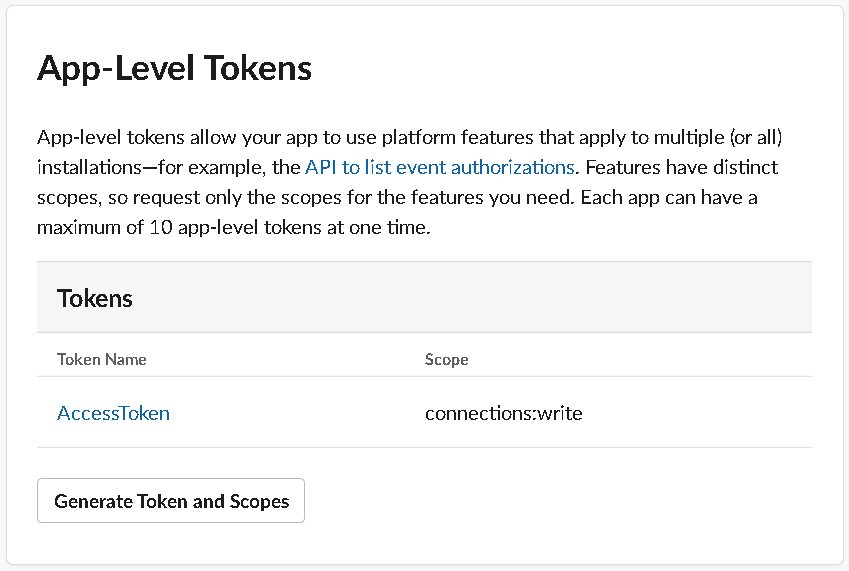 App-Level Tokens
App-level tokens allow your app to use platform features that apply to multiple (or all)
installations—for example, the API to list event authorizations. Features have distinct
scopes, so request only the scopes for the features you need. Each app can have a
maximum of 10 app-level tokens at one time.
Tokens
Token Name Scope
AccessToken connections:write
Generate Token and Scopes